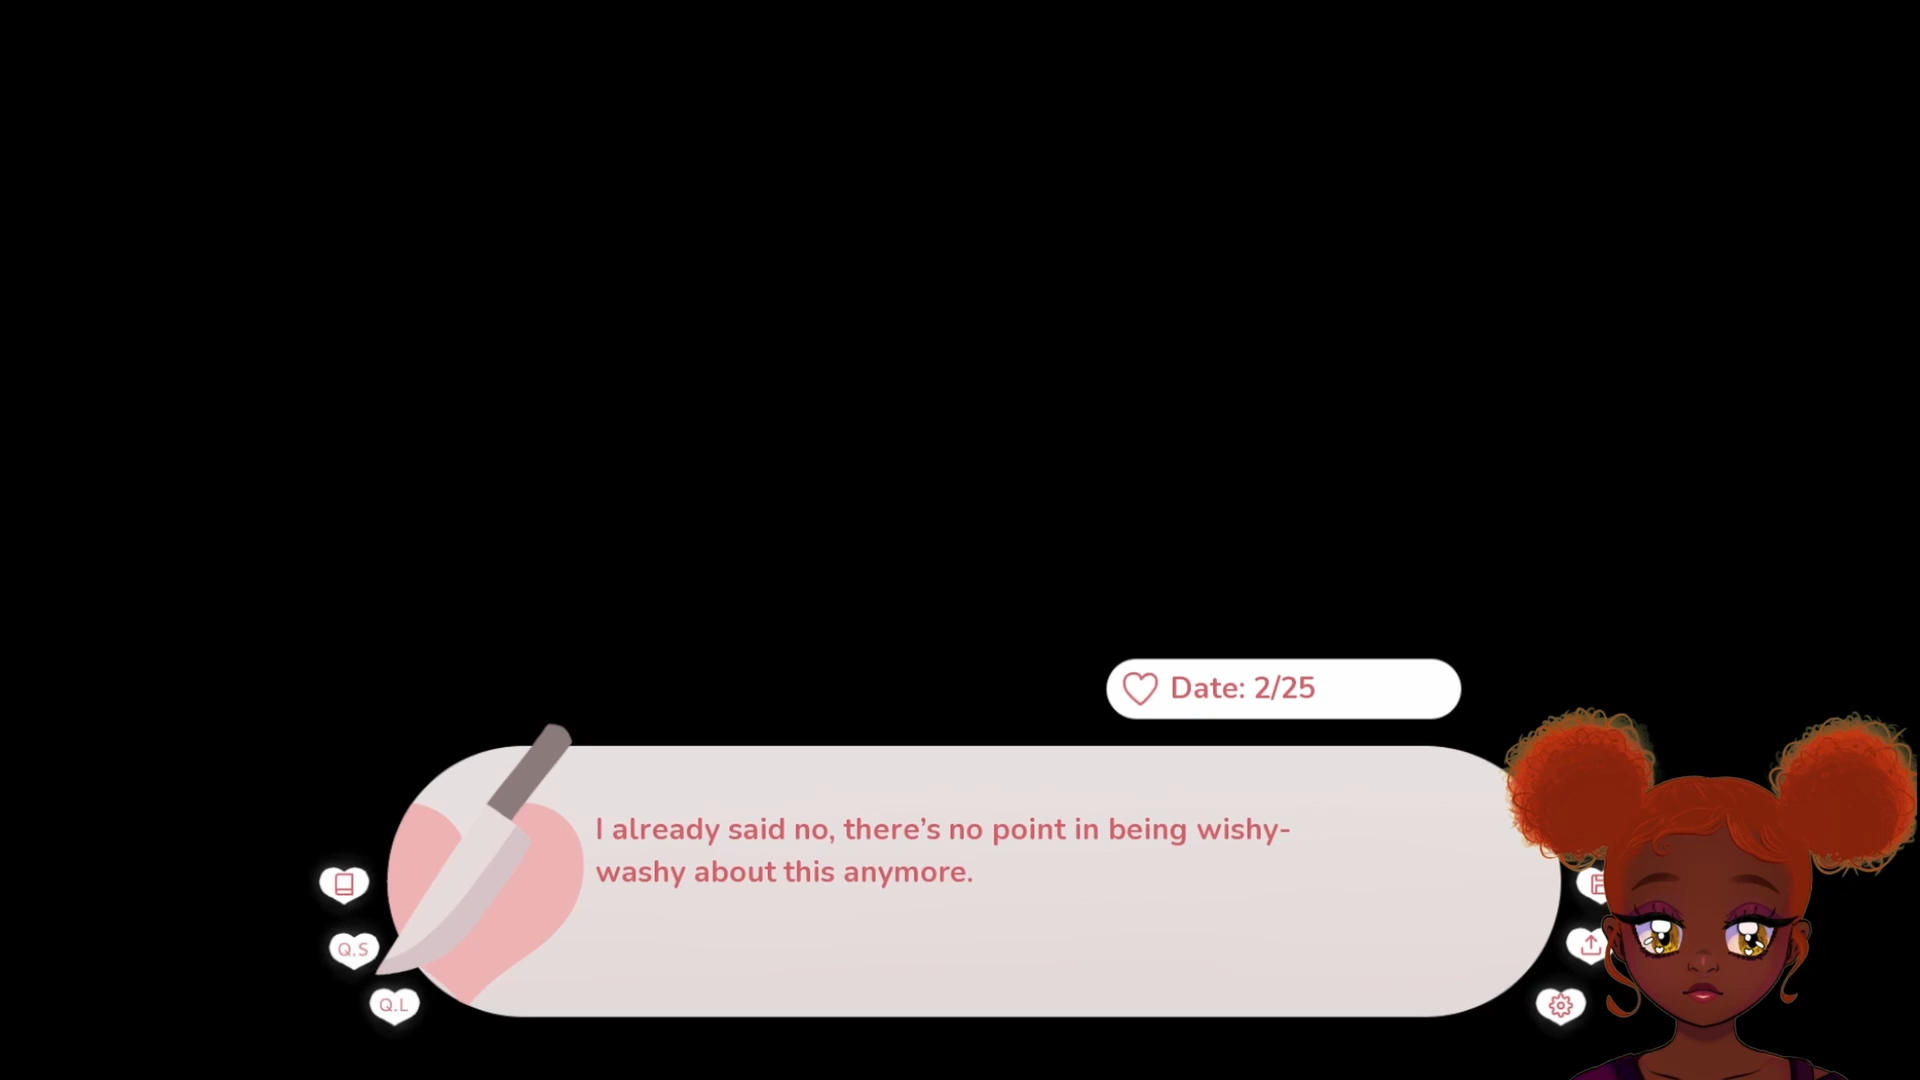 Date: 2/25
I already said no, there’s no point in being wishy-
washy about this anymore.
Q.S
Q.L